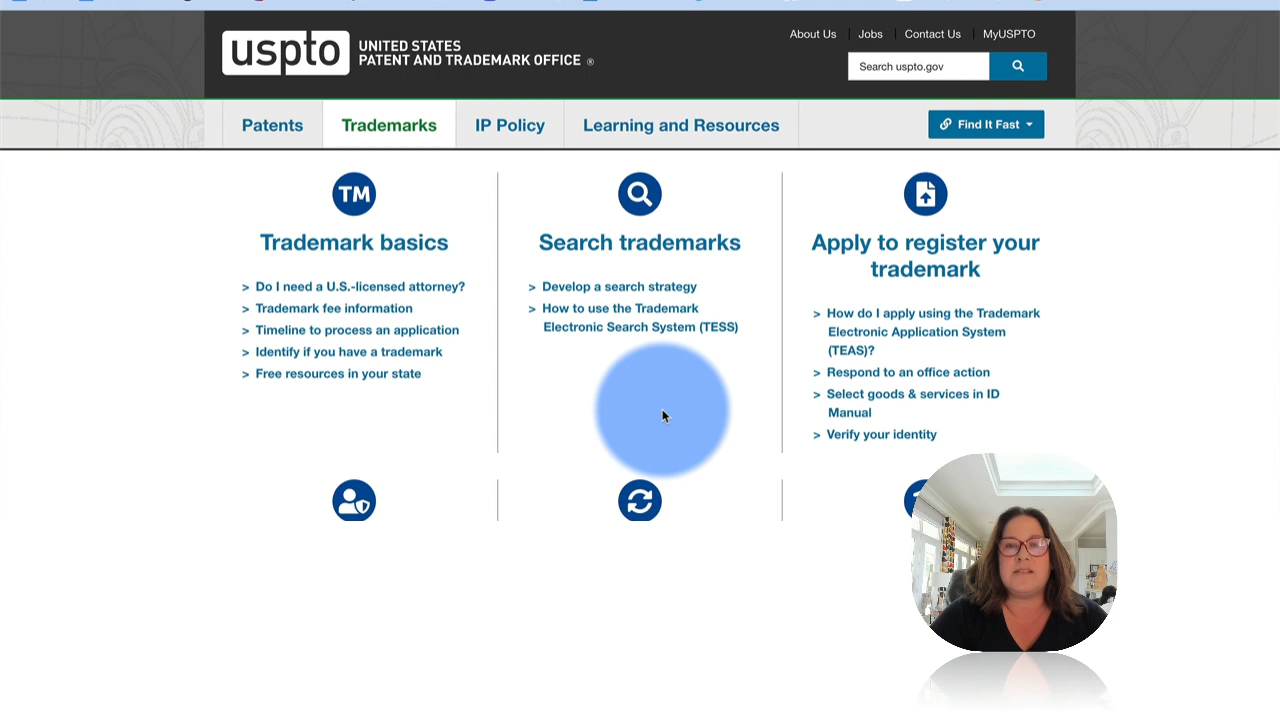 uspto UNITED STATES
PATENT AND TRADEMARK OFFICE ®
About Us
Jobs
Contact Us
MyUSPTO
Search uspto.gov
Patents
Trademarks
IP Policy
Learning and Resources
Find It Fast
TM
Trademark basics
> Do I need a U.S.-licensed attorney?
> Trademark fee information
> Timeline to process an application
> Identify if you have a trademark
> Free resources in your state
Search trademarks
> Develop a search strategy
> How to use the Trademark
Electronic Search System (TESS)
Apply to register your
trademark
> How do I apply using the Trademark
Electronic Application System
(TEAS)?
> Respond to an office action
> Select goods & services in ID
Manual
> Verify your identity